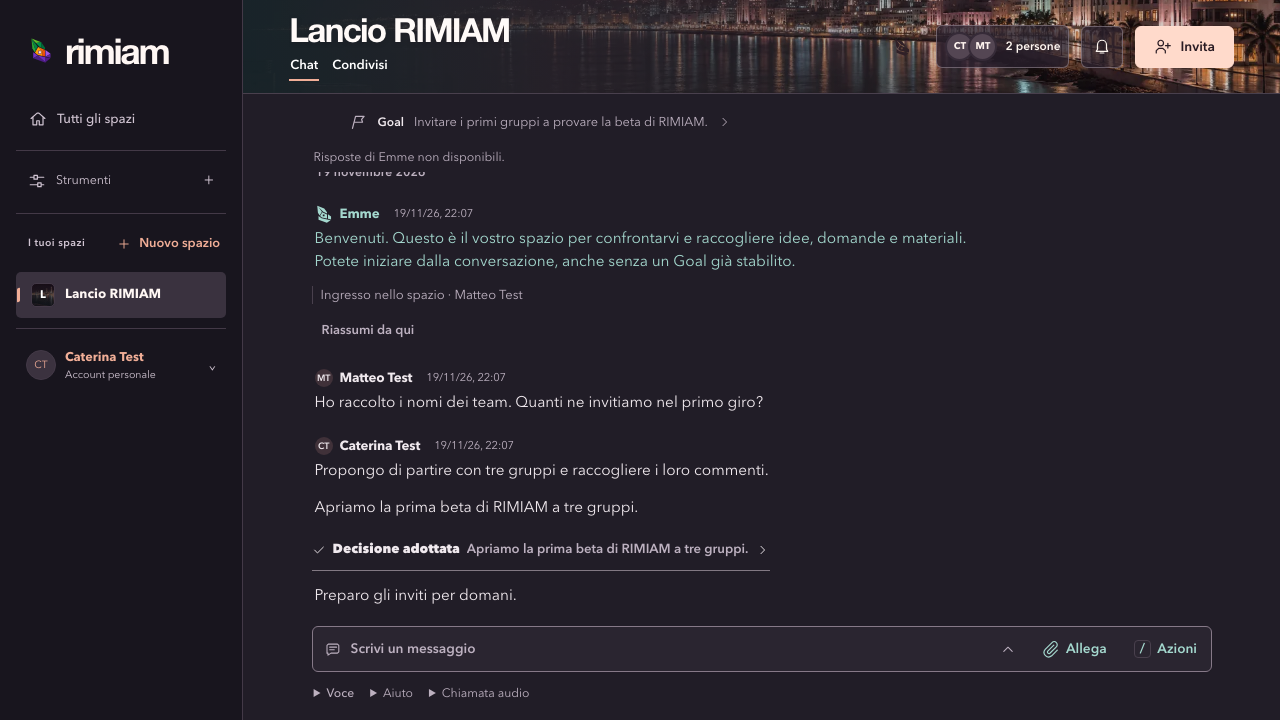 rimiam
Tutti gli spazi
Strumenti
I tuoi spazi
Nuovo spazio
L
Lancio RIMIAM
CT
Caterina Test
Account personale
Lancio RIMIAM
Chat
Condivisi
CT
MT
2 persone
Invita
Goal
Invitare i primi gruppi a provare la beta di RIMIAM.
Risposte di Emme non disponibili.
19 novembre 2026
Emme
19/11/26, 22:07
Benvenuti. Questo è il vostro spazio per confrontarvi e raccogliere idee, domande e materiali.
Potete iniziare dalla conversazione, anche senza un Goal già stabilito.
Ingresso nello spazio · Matteo Test
Riassumi da qui
MT
Matteo Test
19/11/26, 22:07
Ho raccolto i nomi dei team. Quanti ne invitiamo nel primo giro?
CT
Caterina Test
19/11/26, 22:07
Propongo di partire con tre gruppi e raccogliere i loro commenti.
Apriamo la prima beta di RIMIAM a tre gruppi.
Decisione adottata
Apriamo la prima beta di RIMIAM a tre gruppi.
Preparo gli inviti per domani.
Scrivi un messaggio
Allega
/
Azioni
Voce
Aiuto
Chiamata audio